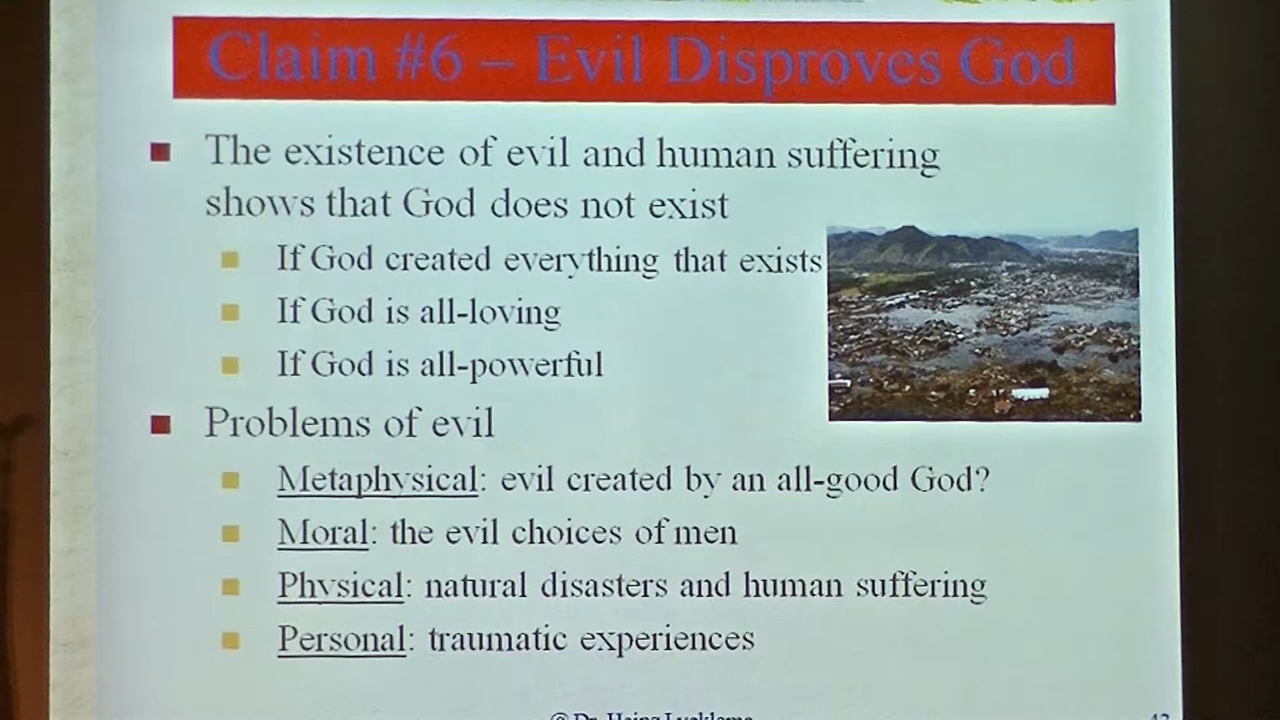 Claim #6 – Evil Disproves God
The existence of evil and human suffering
shows that God does not exist
If God created everything that exists
If God is all-loving
If God is all-powerful
Problems of evil
Metaphysical: evil created by an all-good God?
Moral: the evil choices of men
Physical: natural disasters and human suffering
Personal: traumatic experiences
© Dr. Heinz Lycklama